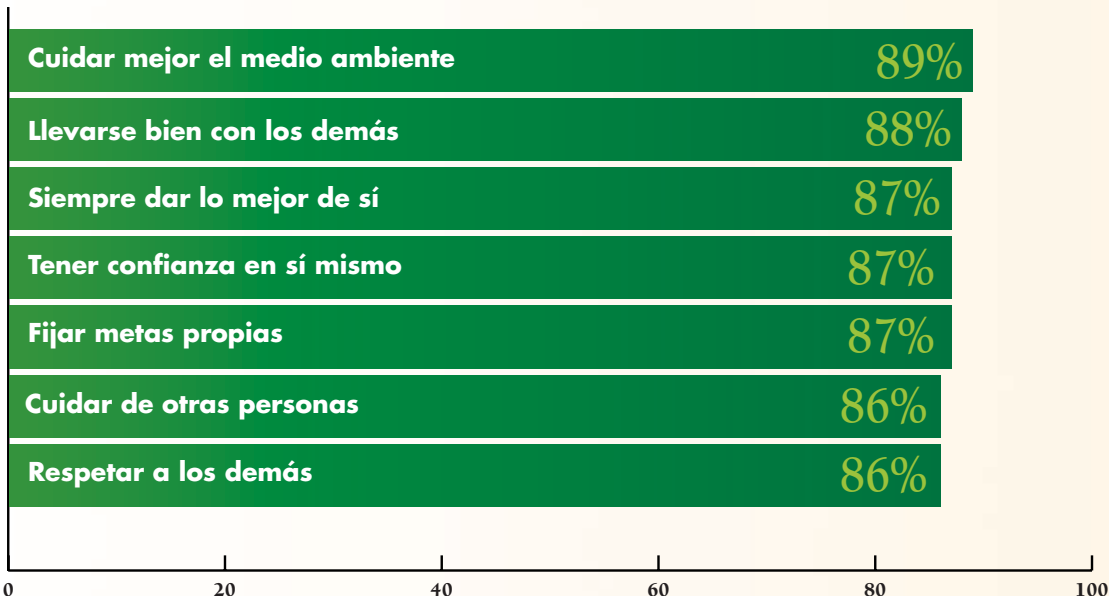 Cuidar mejor el medio ambiente 89%
Llevarse bien con los demás 88%
Siempre dar lo mejor de sí 87%
Tener confianza en sí mismo 87%
Fijar metas propias 87%
Cuidar de otras personas 86%
Respetar a los demás 86%
0 20 40 60 80 100